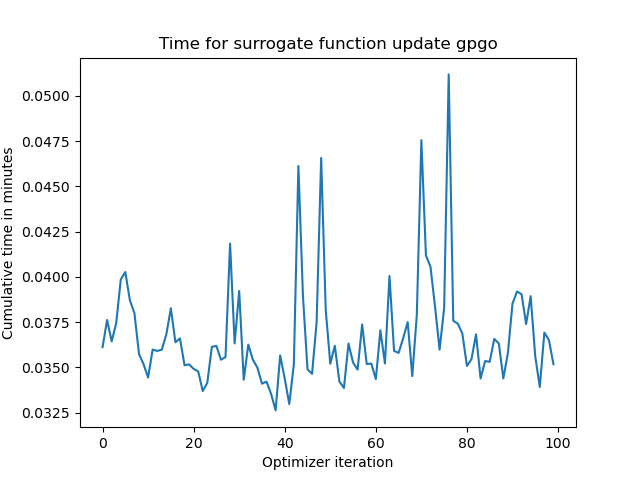 Time for surrogate function update gpgo
0.0500
0.0475
0.0450
0.0425
0.0400
0.0375
0.0350
0.0325
Cumulative time in minutes
0 20 40 60 80 100
Optimizer iteration